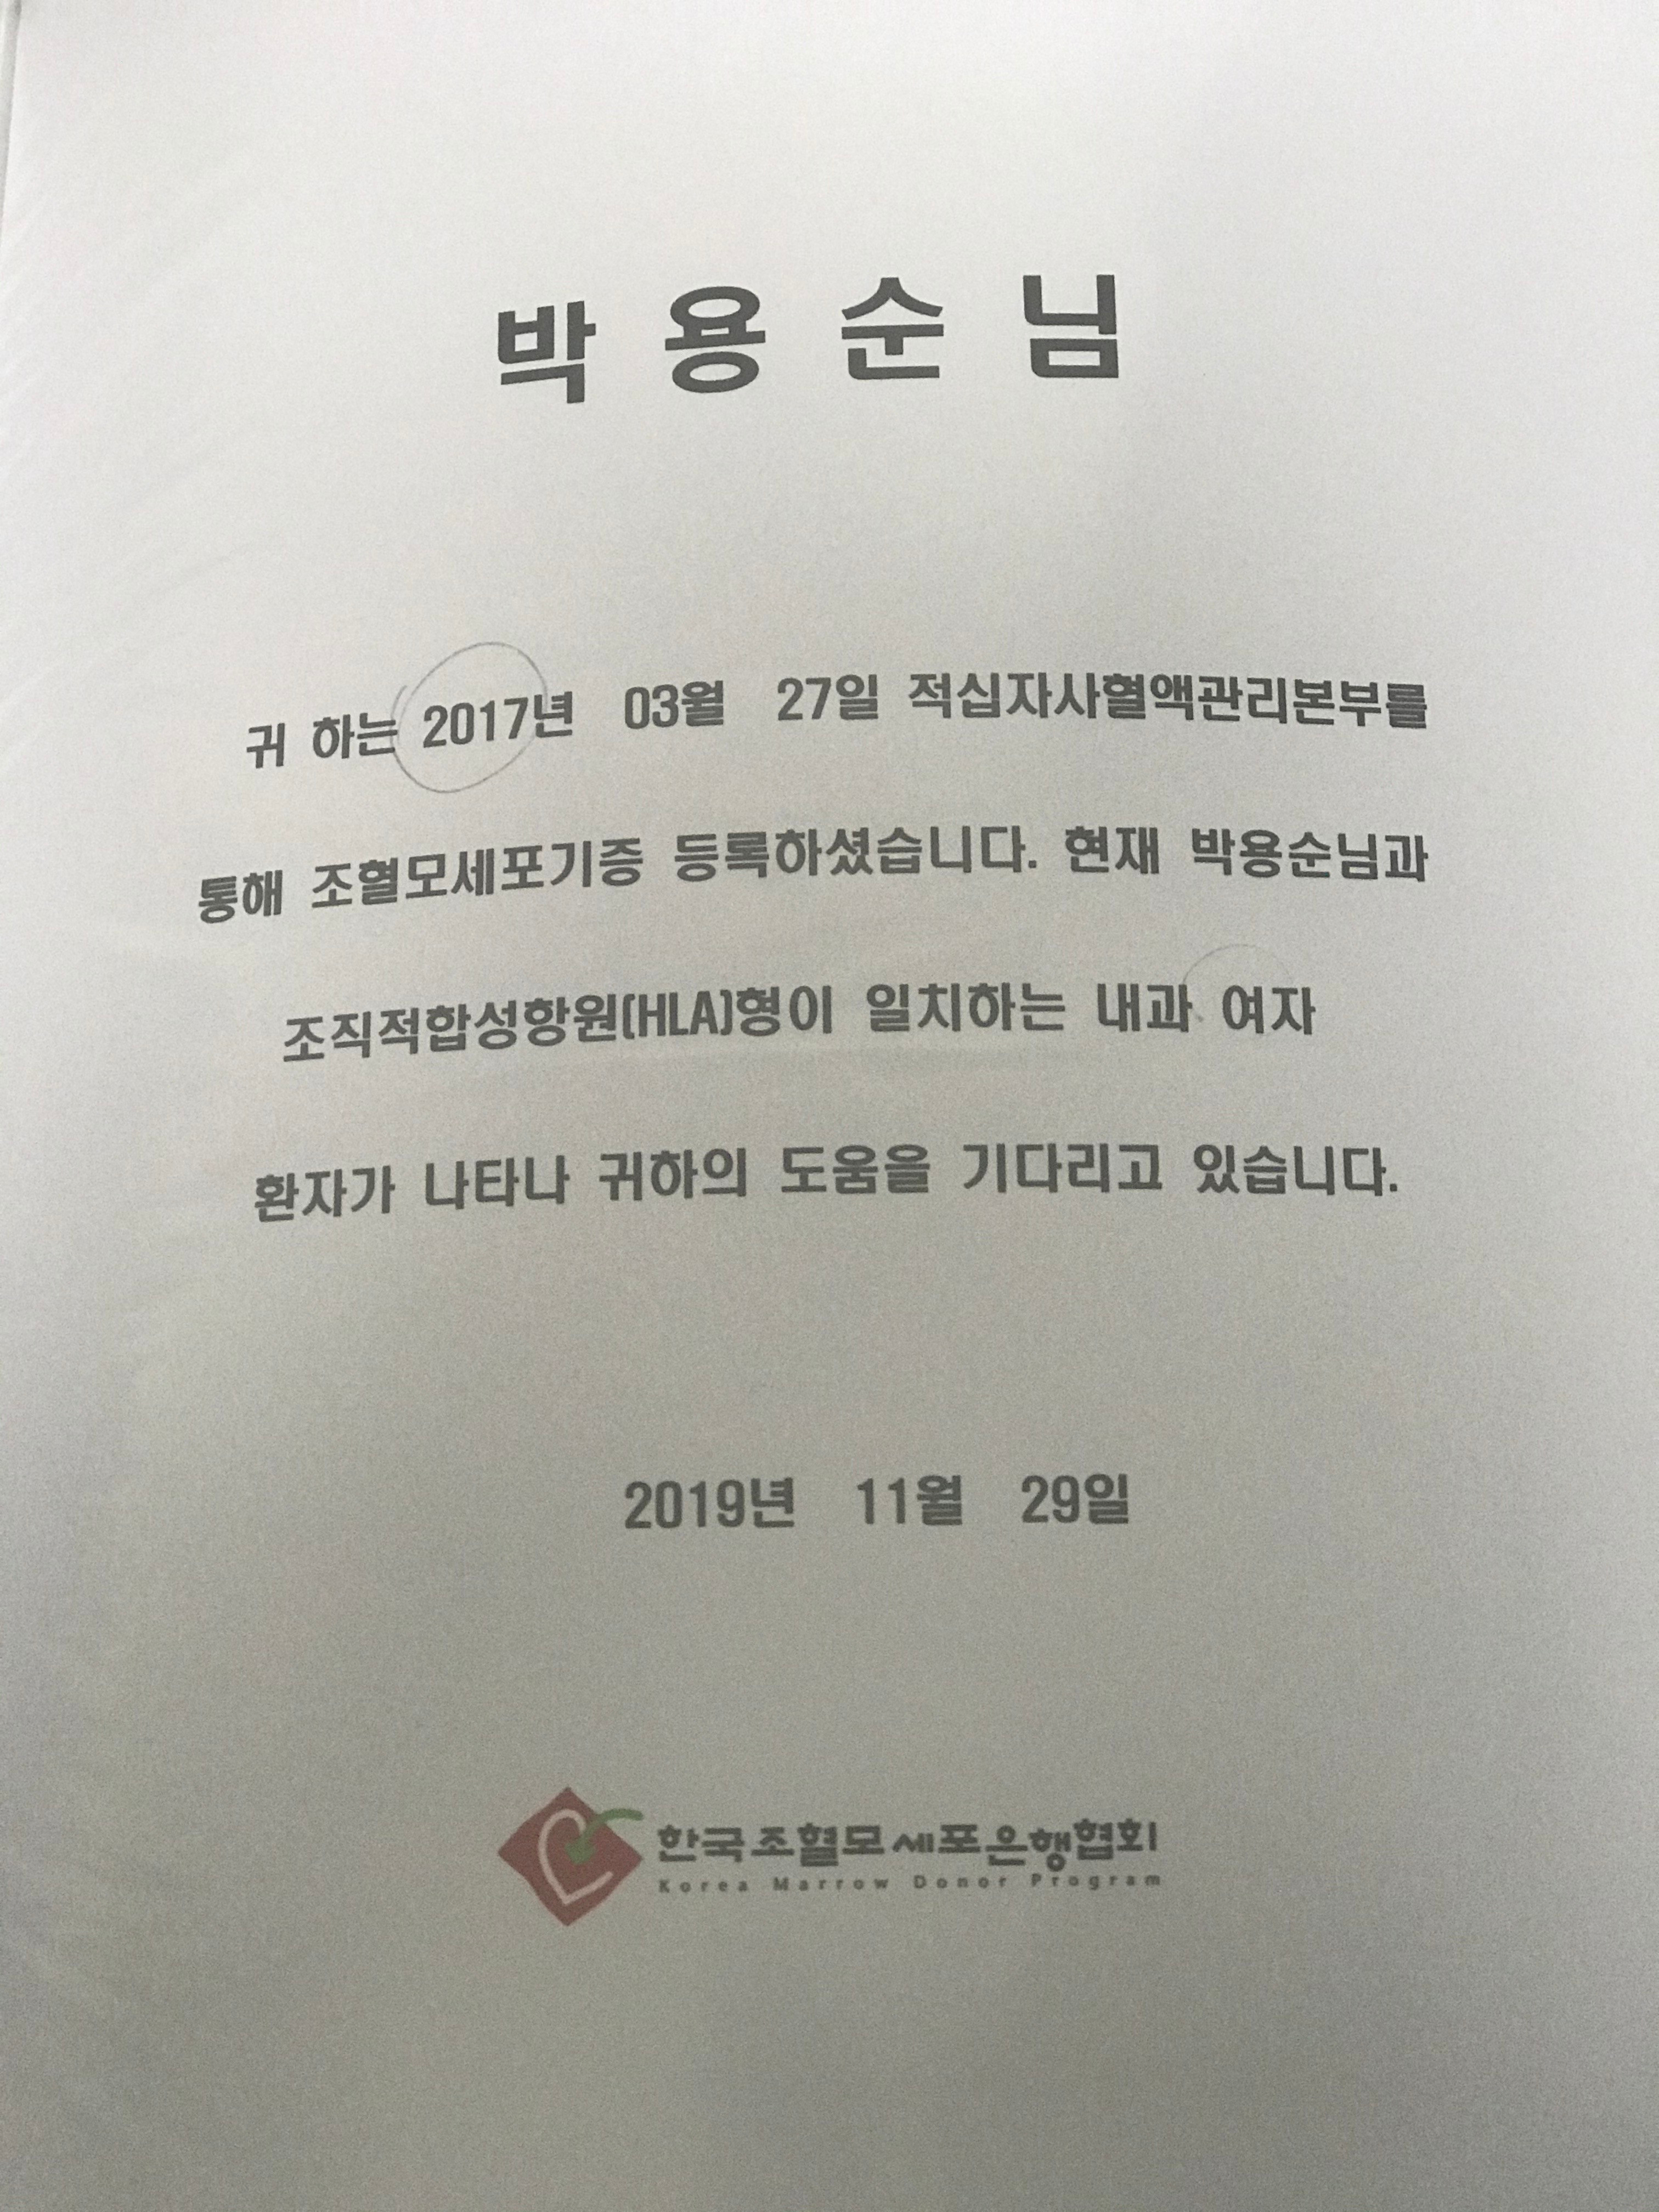 박 용 순 님
귀 하는 2017년 03월 27일 적십자사혈액관리본부를
통해 조혈모세포기증 등록하셨습니다. 현재 박용순님과
조직적합성항원(HLA)형이 일치하는 내과 여자
환자가 나타나 귀하의 도움을 기다리고 있습니다.
2019년 11월 29일
한국조혈모세포은행협회
Korea Marrow Donor Program